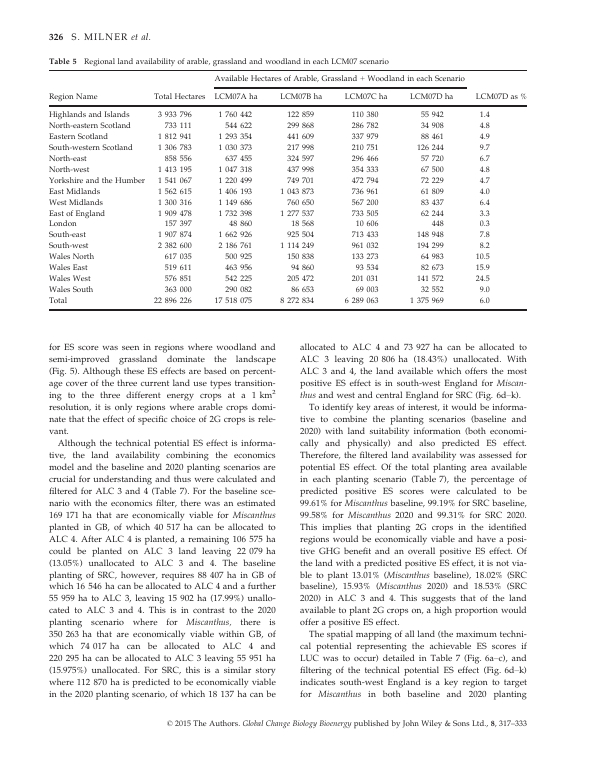 326 S. MILNER et al.
Table 5 Regional land availability of arable, grassland and woodland in each LCM07 scenario
Available Hectares of Arable, Grassland + Woodland in each Scenario
Region Name Total Hectares LCM07A ha LCM07B ha LCM07C ha LCM07D ha LCM07D as %
Highlands and Islands 3 933 796 1 760 442 122 859 110 380 55 942 1.4
North-eastern Scotland 733 111 544 622 299 868 286 782 34 908 4.8
Eastern Scotland 1 812 941 1 293 354 441 609 337 979 88 461 4.9
South-western Scotland 1 306 783 1 030 373 217 998 210 751 126 244 9.7
North-east 858 556 637 455 324 597 296 466 57 720 6.7
North-west 1 413 195 1 047 318 437 998 354 333 67 500 4.8
Yorkshire and the Humber 1 541 067 1 220 499 749 701 472 794 72 229 4.7
East Midlands 1 562 615 1 406 193 1 043 873 736 961 61 809 4.0
West Midlands 1 300 316 1 149 686 760 650 567 200 83 437 6.4
East of England 1 909 478 1 732 398 1 277 537 733 505 62 244 3.3
London 157 397 48 860 18 568 10 606 448 0.3
South-east 1 907 874 1 662 926 925 504 713 433 148 948 7.8
South-west 2 382 600 2 186 761 1 114 249 961 032 194 299 8.2
Wales North 617 035 500 925 150 838 133 273 64 983 10.5
Wales East 519 611 463 956 94 860 93 534 82 673 15.9
Wales West 576 851 542 225 205 472 201 031 141 572 24.5
Wales South 363 000 290 082 86 653 69 003 32 552 9.0
Total 22 896 226 17 518 075 8 272 834 6 289 063 1 375 969 6.0
for ES score was seen in regions where woodland and
semi-improved grassland dominate the landscape
(Fig. 5). Although these ES effects are based on percent-
age cover of the three current land use types transition-
ing to the three different energy crops at a 1 km²
resolution, it is only regions where arable crops domi-
nate that the effect of specific choice of 2G crops is rele-
vant.
Although the technical potential ES effect is informa-
tive, the land availability combining the economics
model and the baseline and 2020 planting scenarios are
crucial for understanding and thus were calculated and
filtered for ALC 3 and 4 (Table 7). For the baseline sce-
nario with the economics filter, there was an estimated
169 171 ha that are economically viable for Miscanthus
planted in GB, of which 40 517 ha can be allocated to
ALC 4. After ALC 4 is planted, a remaining 106 575 ha
could be planted on ALC 3 land leaving 22 079 ha
(13.05%) unallocated to ALC 3 and 4. The baseline
planting of SRC, however, requires 88 407 ha in GB of
which 16 546 ha can be allocated to ALC 4 and a further
55 959 ha to ALC 3, leaving 15 902 ha (17.99%) unallo-
cated to ALC 3 and 4. This is in contrast to the 2020
planting scenario where for Miscanthus, there is
350 263 ha that are economically viable within GB, of
which 74 017 ha can be allocated to ALC 4 and
220 295 ha can be allocated to ALC 3 leaving 55 951 ha
(15.975%) unallocated. For SRC, this is a similar story
where 112 870 ha is predicted to be economically viable
in the 2020 planting scenario, of which 18 137 ha can be
allocated to ALC 4 and 73 927 ha can be allocated to
ALC 3 leaving 20 806 ha (18.43%) unallocated. With
ALC 3 and 4, the land available which offers the most
positive ES effect is in south-west England for Miscan-
thus and west and central England for SRC (Fig. 6d–k).
To identify key areas of interest, it would be informa-
tive to combine the planting scenarios (baseline and
2020) with land suitability information (both economi-
cally and physically) and also predicted ES effect.
Therefore, the filtered land availability was assessed for
potential ES effect. Of the total planting area available
in each planting scenario (Table 7), the percentage of
predicted positive ES scores were calculated to be
99.61% for Miscanthus baseline, 99.19% for SRC baseline,
99.58% for Miscanthus 2020 and 99.31% for SRC 2020.
This implies that planting 2G crops in the identified
regions would be economically viable and have a posi-
tive GHG benefit and an overall positive ES effect. Of
the land with a predicted positive ES effect, it is not via-
ble to plant 13.01% (Miscanthus baseline), 18.02% (SRC
baseline), 15.93% (Miscanthus 2020) and 18.53% (SRC
2020) in ALC 3 and 4. This suggests that of the land
available to plant 2G crops on, a high proportion would
offer a positive ES effect.
The spatial mapping of all land (the maximum techni-
cal potential representing the achievable ES scores if
LUC was to occur) detailed in Table 7 (Fig. 6a–c), and
filtering of the technical potential ES effect (Fig. 6d–k)
indicates south-west England is a key region to target
for Miscanthus in both baseline and 2020 planting
© 2015 The Authors. Global Change Biology Bioenergy published by John Wiley & Sons Ltd., 8, 317–333